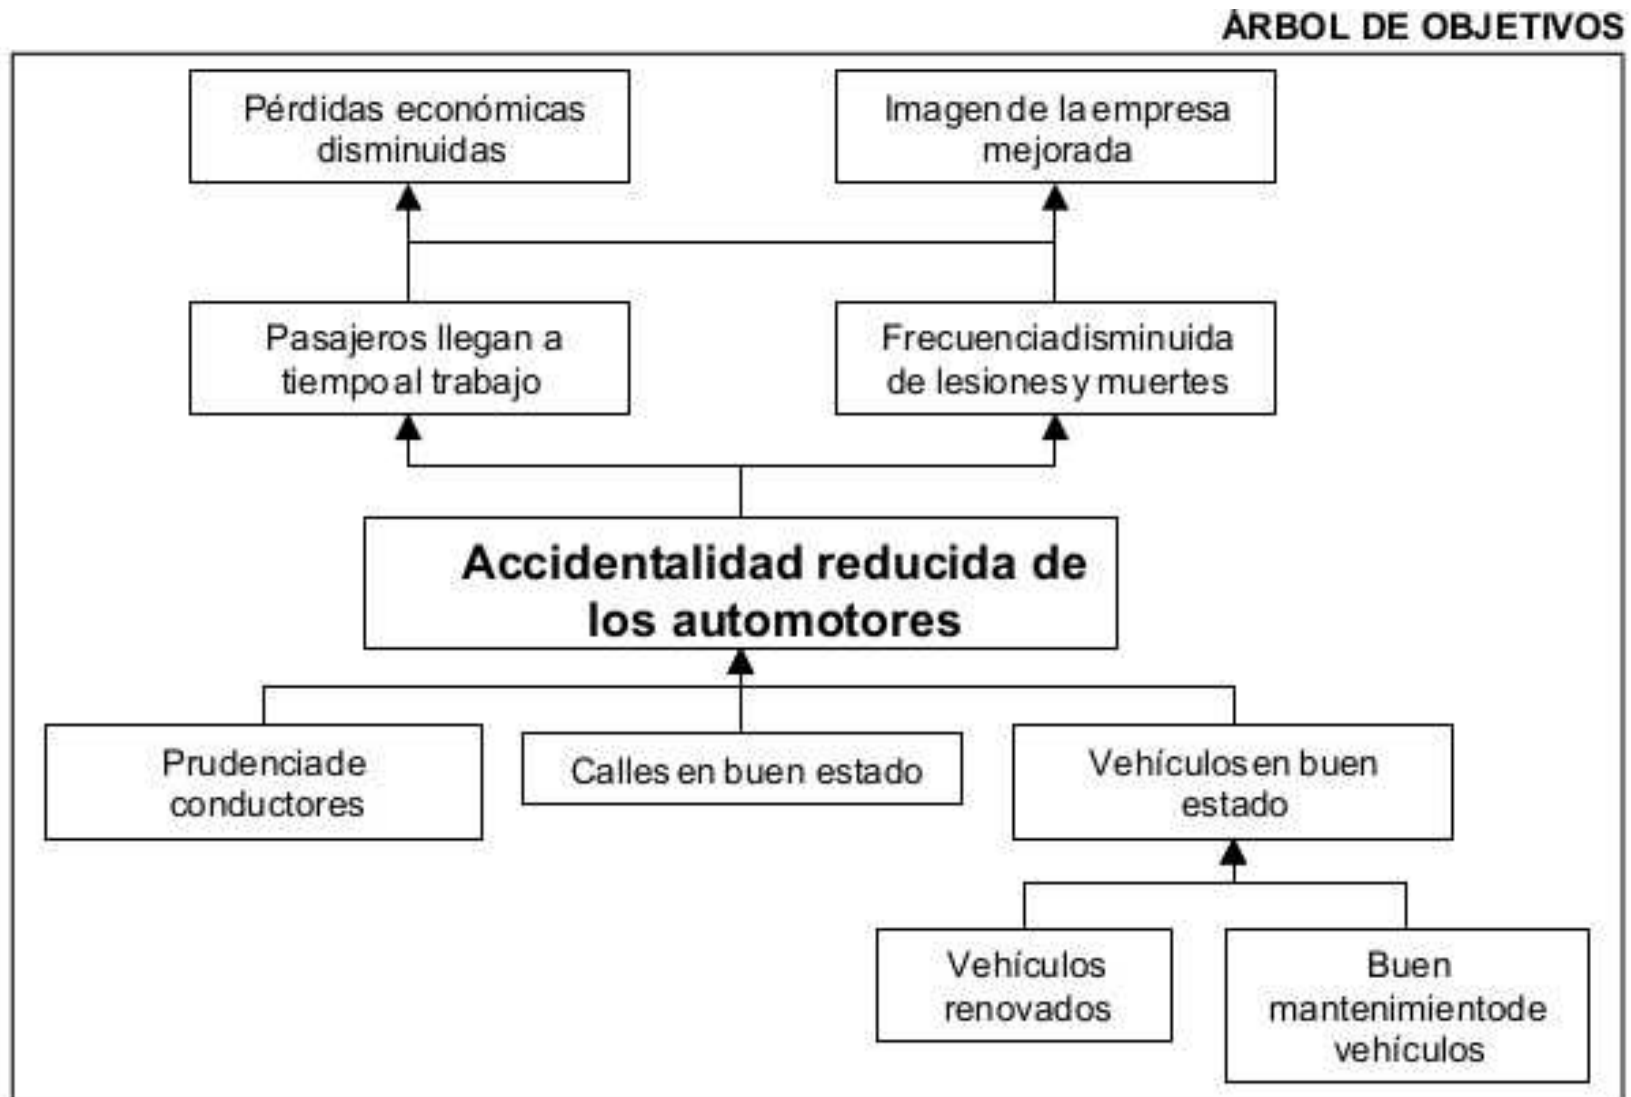 ÁRBOL DE OBJETIVOS
Pérdidas económicas
disminuidas
Imagen de la empresa
mejorada
Pasajeros llegan a
tiempo al trabajo
Frecuencia disminuida
de lesiones y muertes
Accidentalidad reducida de
los automotores
Prudencia de
conductores
Calles en buen estado
Vehículos en buen
estado
Vehículos
renovados
Buen
mantenimiento de
vehículos